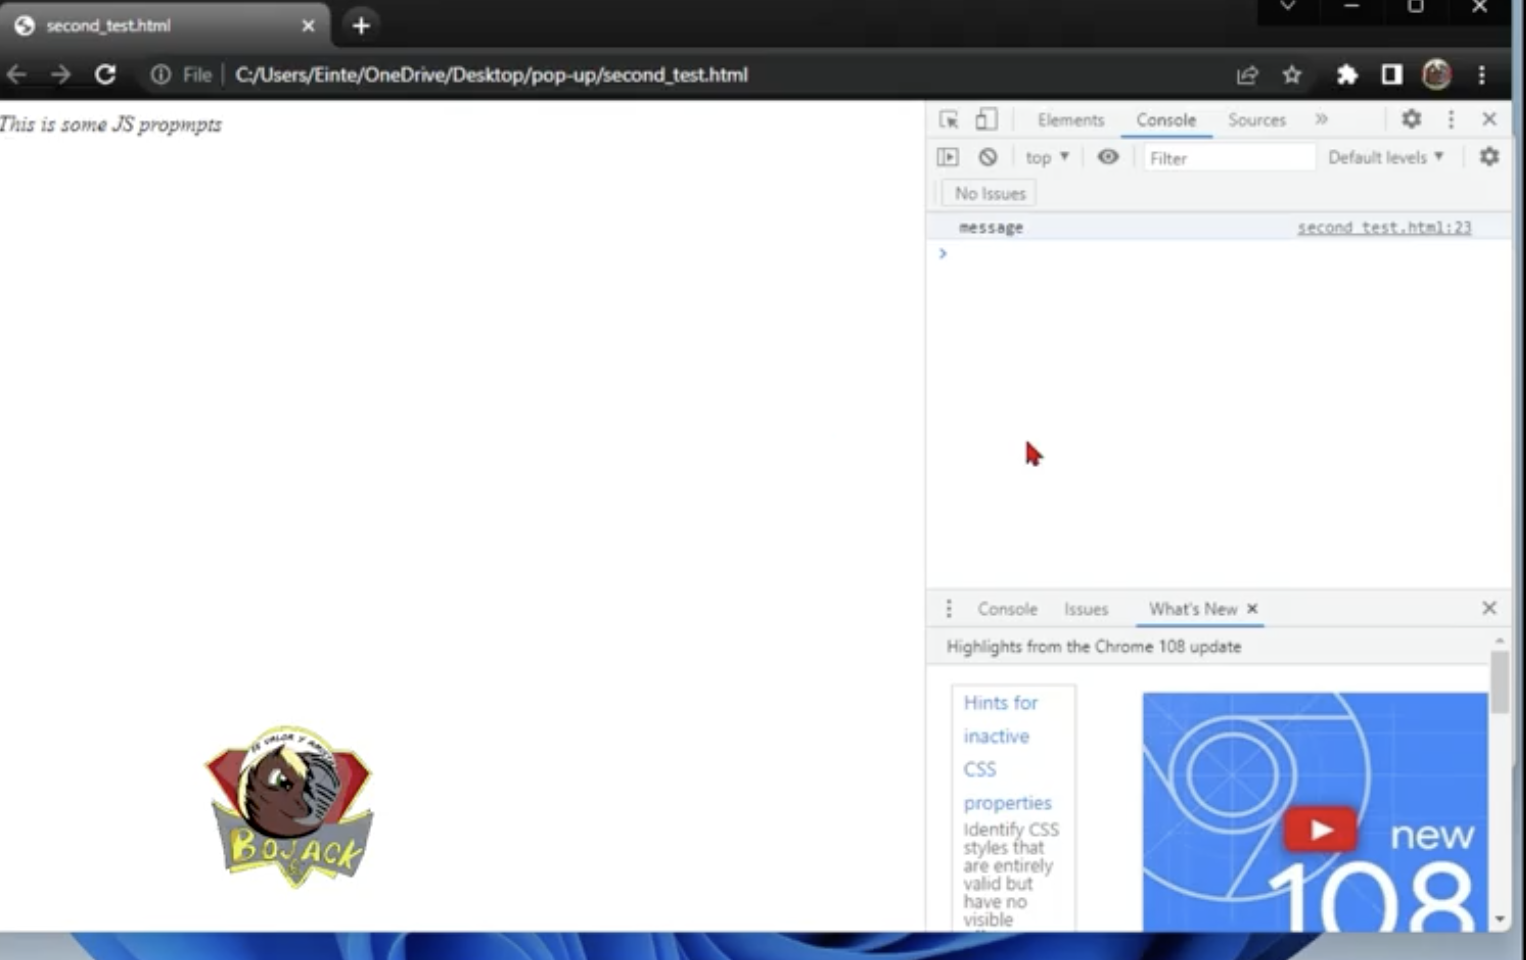 second_test.html
File
C:/Users/Einte/OneDrive/Desktop/pop-up/second_test.html
This is some JS propmpts
Elements Console Sources »
top Filter Default levels
No Issues
message second_test.html:23
Console Issues What's New
Highlights from the Chrome 108 update
Hints for
inactive
CSS
properties
Identify CSS
styles that
are entirely
valid but
have no
visible
new
108
VALOR Y
BOJACK